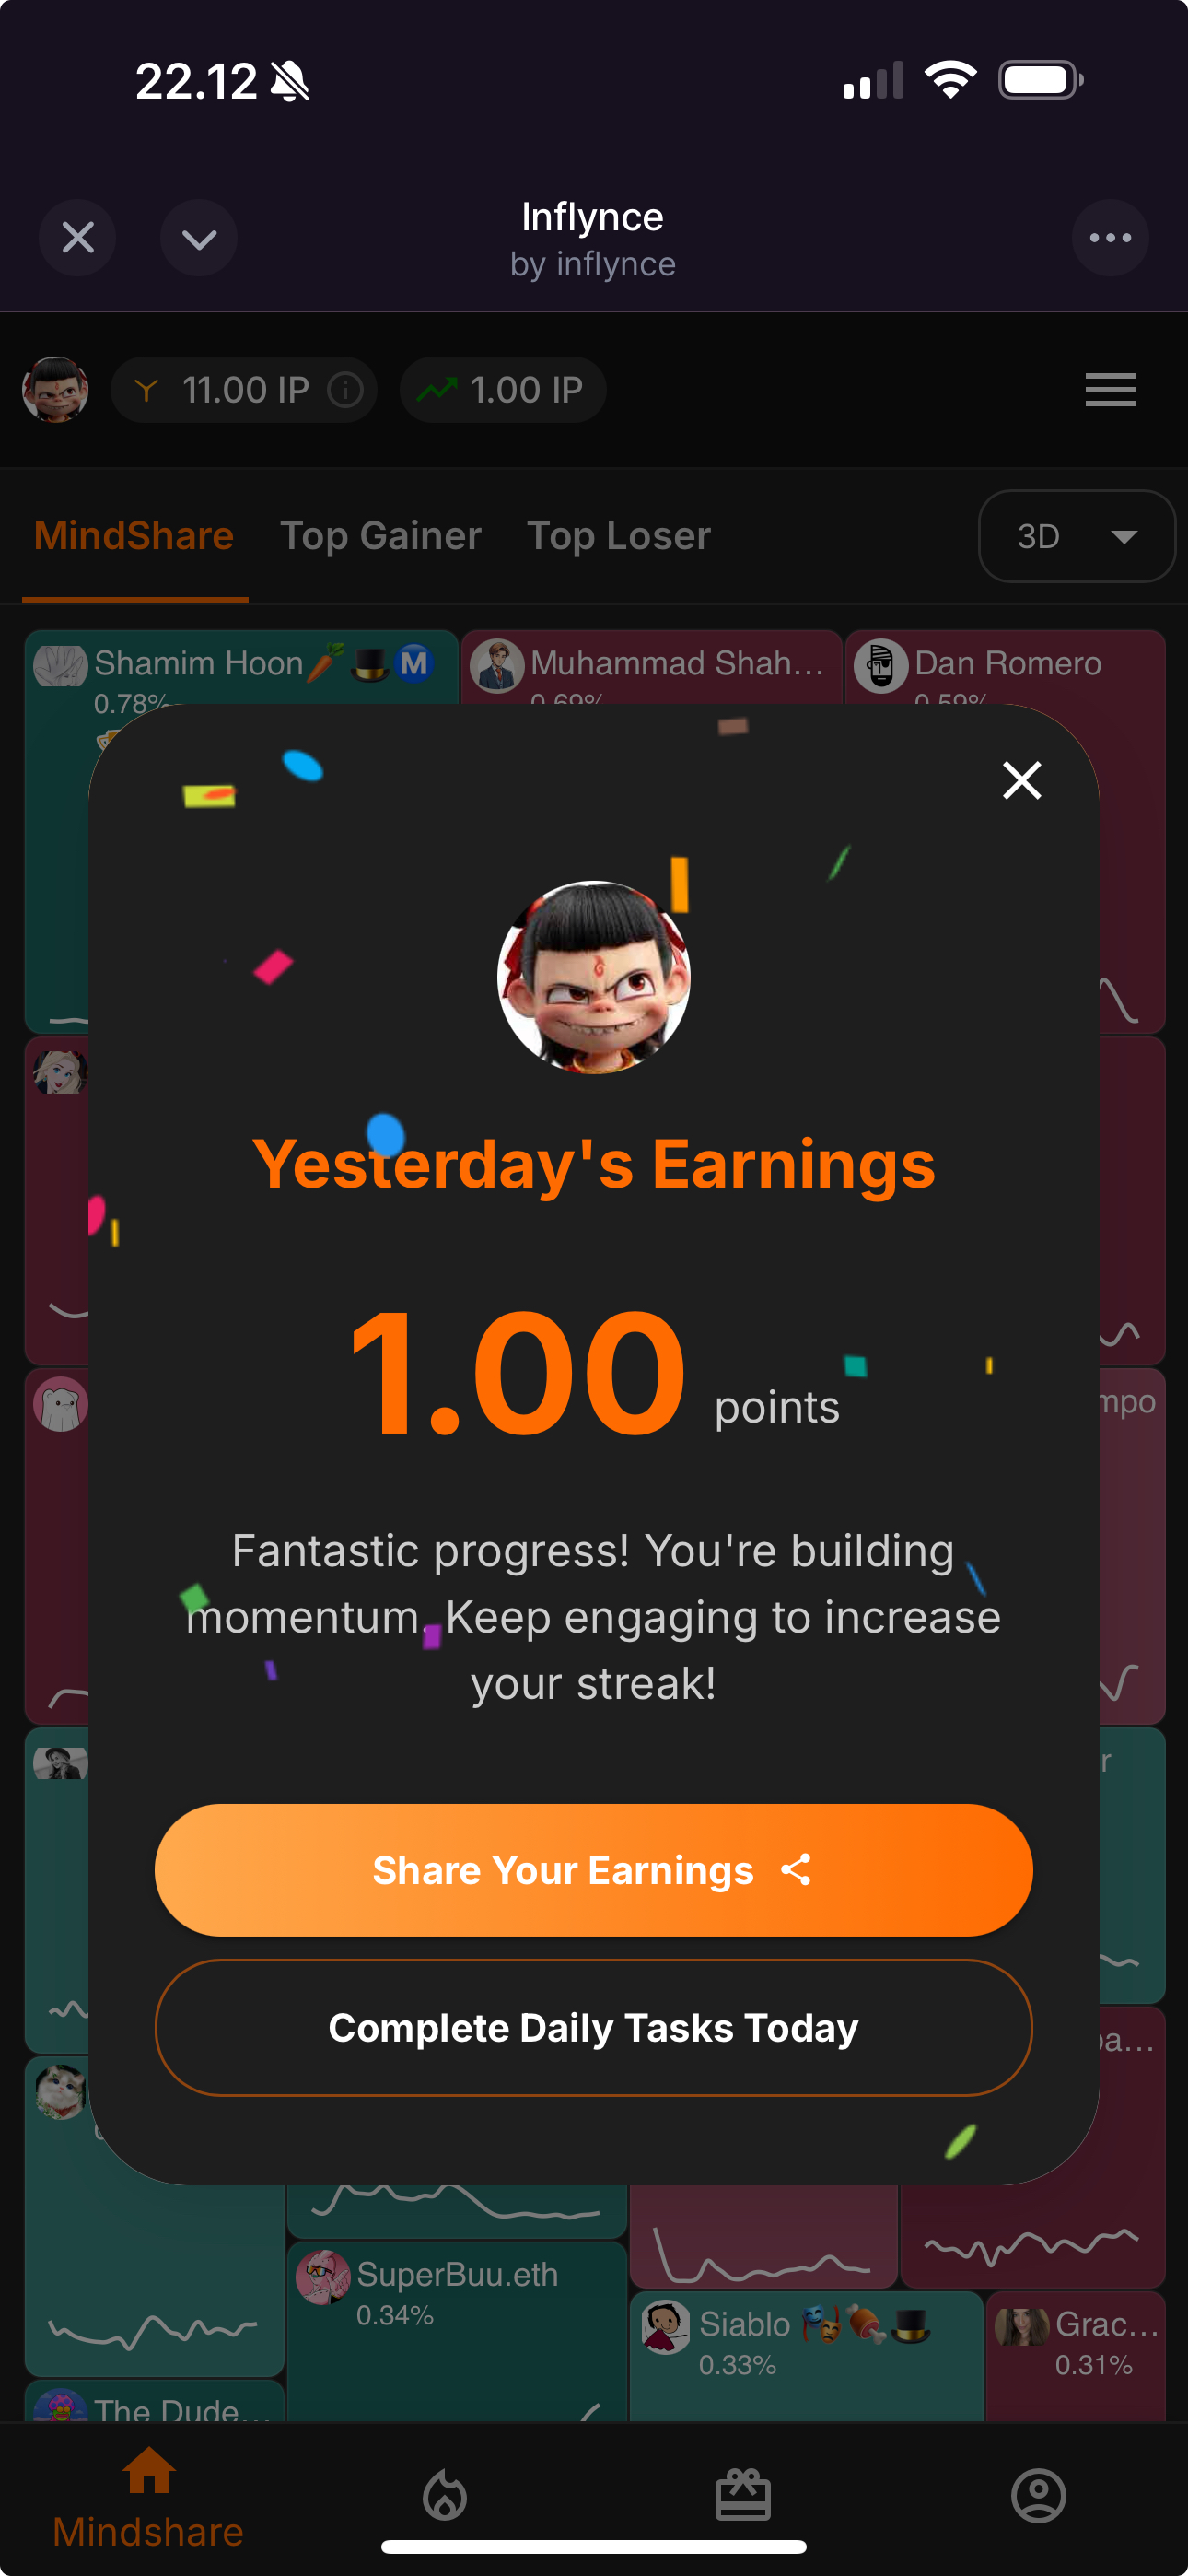 22.12
Inflynce
by inflynce
11.00 IP
1.00 IP
MindShare Top Gainer Top Loser 3D
Shamim Hoon🥕🎩Ⓜ️ Muhammad Shah... Dan Romero
0.78% 0.69% 0.59%
Yesterday's Earnings
1.00 points
mpo
Fantastic progress! You're building
momentum. Keep engaging to increase
your streak!
r
Share Your Earnings
Complete Daily Tasks Today
SuperBuu.eth
0.34%
Siablo 🎭🍖🎩 Grac...
0.33% 0.31%
The Dude...
Mindshare